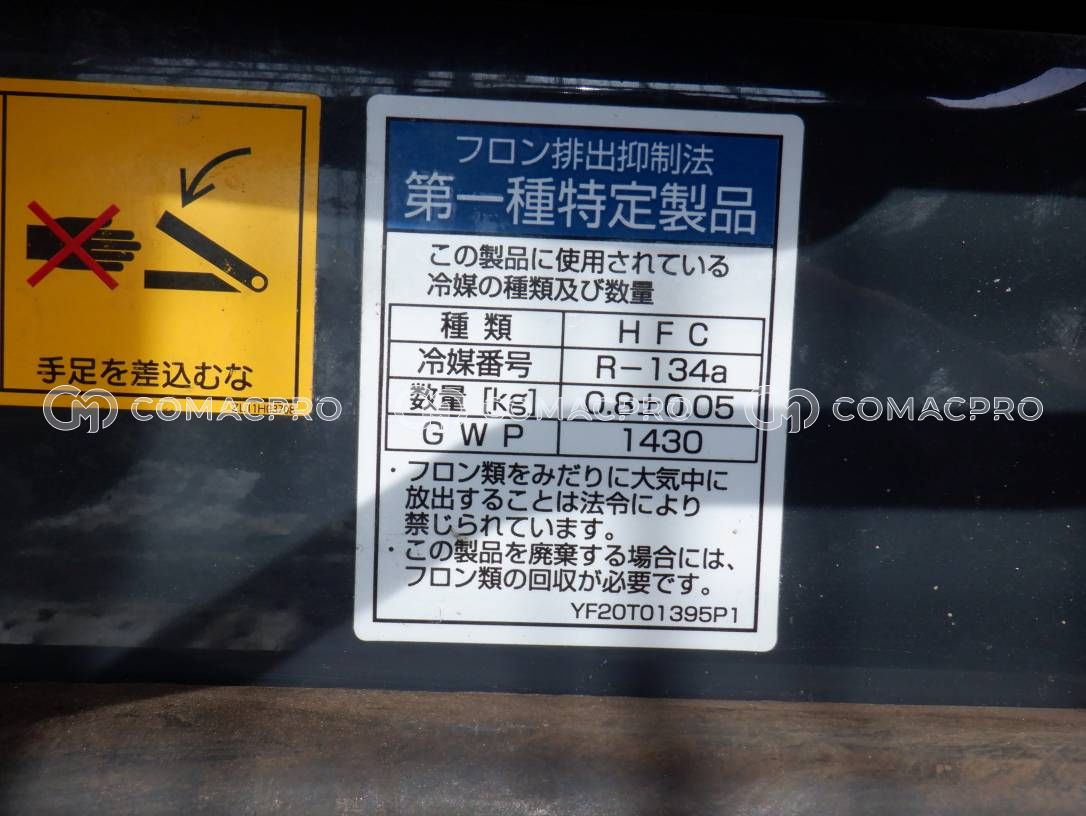 手足を差込むな
フロン排出抑制法
第一種特定製品
この製品に使用されている
冷媒の種類及び数量
種 類 HFC
冷媒番号 R-134a
数量 [kg] 0.8±0.05
GWP 1430
・フロン類をみだりに大気中に
放出することは法令により
禁じられています。
・この製品を廃棄する場合には、
フロン類の回収が必要です。
YF20T01395P1
COMACPRO
COMACPRO
COMACPRO